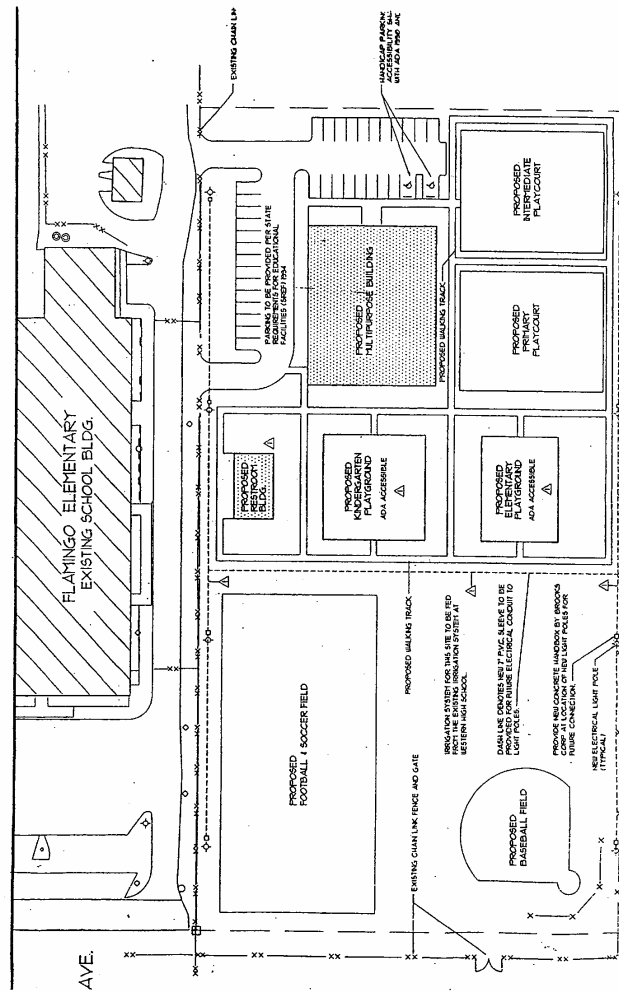 AVE.
FLAMINGO ELEMENTARY
EXISTING SCHOOL BLDG.
EXISTING CHAIN LINK
PARKING TO BE PROVIDED PER STATE
REQUIREMENTS FOR EDUCATIONAL
FACILITIES (SREF) 1994
HANDICAP PARKING
ACCESSIBILITY
WITH ADA 1990 AND
PROPOSED
RESTROOM
BLDG.
PROPOSED
MULTIPURPOSE BUILDING
PROPOSED
KINDERGARTEN
PLAYGROUND
ADA ACCESSIBLE
PROPOSED WALKING TRACK
PROPOSED
FOOTBALL & SOCCER FIELD
PROPOSED
ELEMENTARY
PLAYGROUND
ADA ACCESSIBLE
PROPOSED
PRIMARY
PLAYCOURT
PROPOSED
INTERMEDIATE
PLAYCOURT
PROPOSED WALKING TRACK
EXISTING CHAIN LINK FENCE AND GATE
IRRIGATION SYSTEM FOR THIS SITE TO BE FED
FROM THE EXISTING IRRIGATION SYSTEM AT
WESTERN HIGH SCHOOL
DASH LINE DENOTES NEW 2" P.V.C. SLEEVE TO BE
PROVIDED FOR FUTURE ELECTRICAL CONDUIT TO
LIGHT POLES.
PROVIDE NEW CONCRETE HANDBOX BY BROOKS
CORP. AT LOCATION OF NEW LIGHT POLES FOR
FUTURE CONNECTION.
NEW ELECTRICAL LIGHT POLE
(TYPICAL)
PROPOSED
BASEBALL FIELD